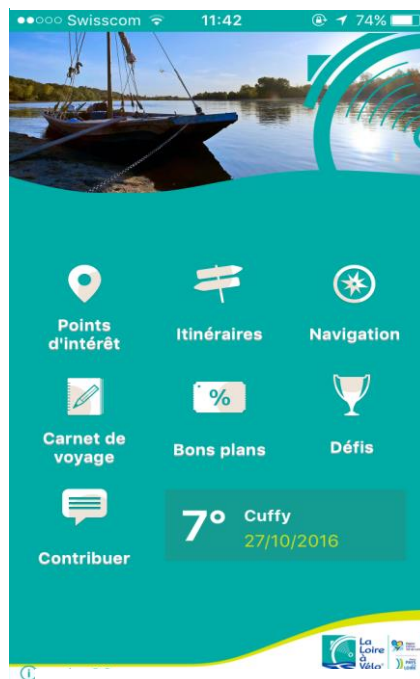 Swisscom 11:42 74%
Points
d'intérêt
Itinéraires
Navigation
Carnet de
voyage
%
Bons plans
Défis
Contribuer
7°
Cuffy
27/10/2016
La
Loire
à
Vélo